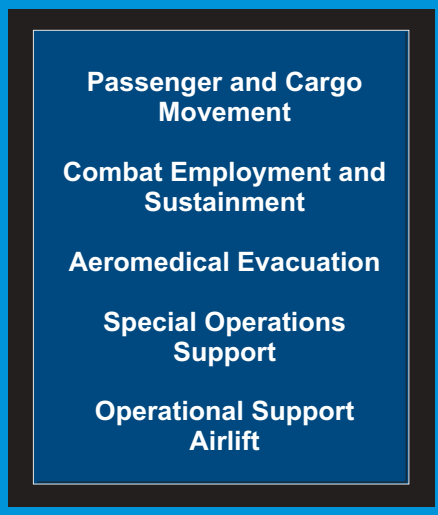 Passenger and Cargo
Movement
Combat Employment and
Sustainment
Aeromedical Evacuation
Special Operations
Support
Operational Support
Airlift